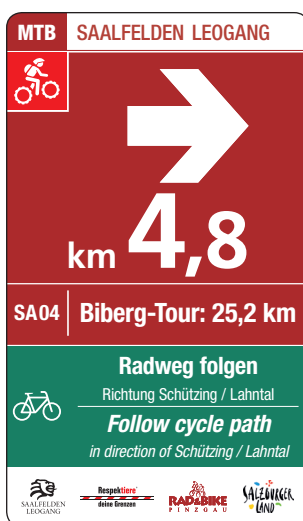 MTB SAALFELDEN LEOGANG
km 4,8
SA04 Biberg-Tour: 25,2 km
Radweg folgen
Richtung Schützing / Lahntal
Follow cycle path
in direction of Schützing / Lahntal
SAALFELDEN
LEOGANG
Respektiere
deine Grenzen
RAD&BIKE
PINZGAU
SALZBURGER
LAND